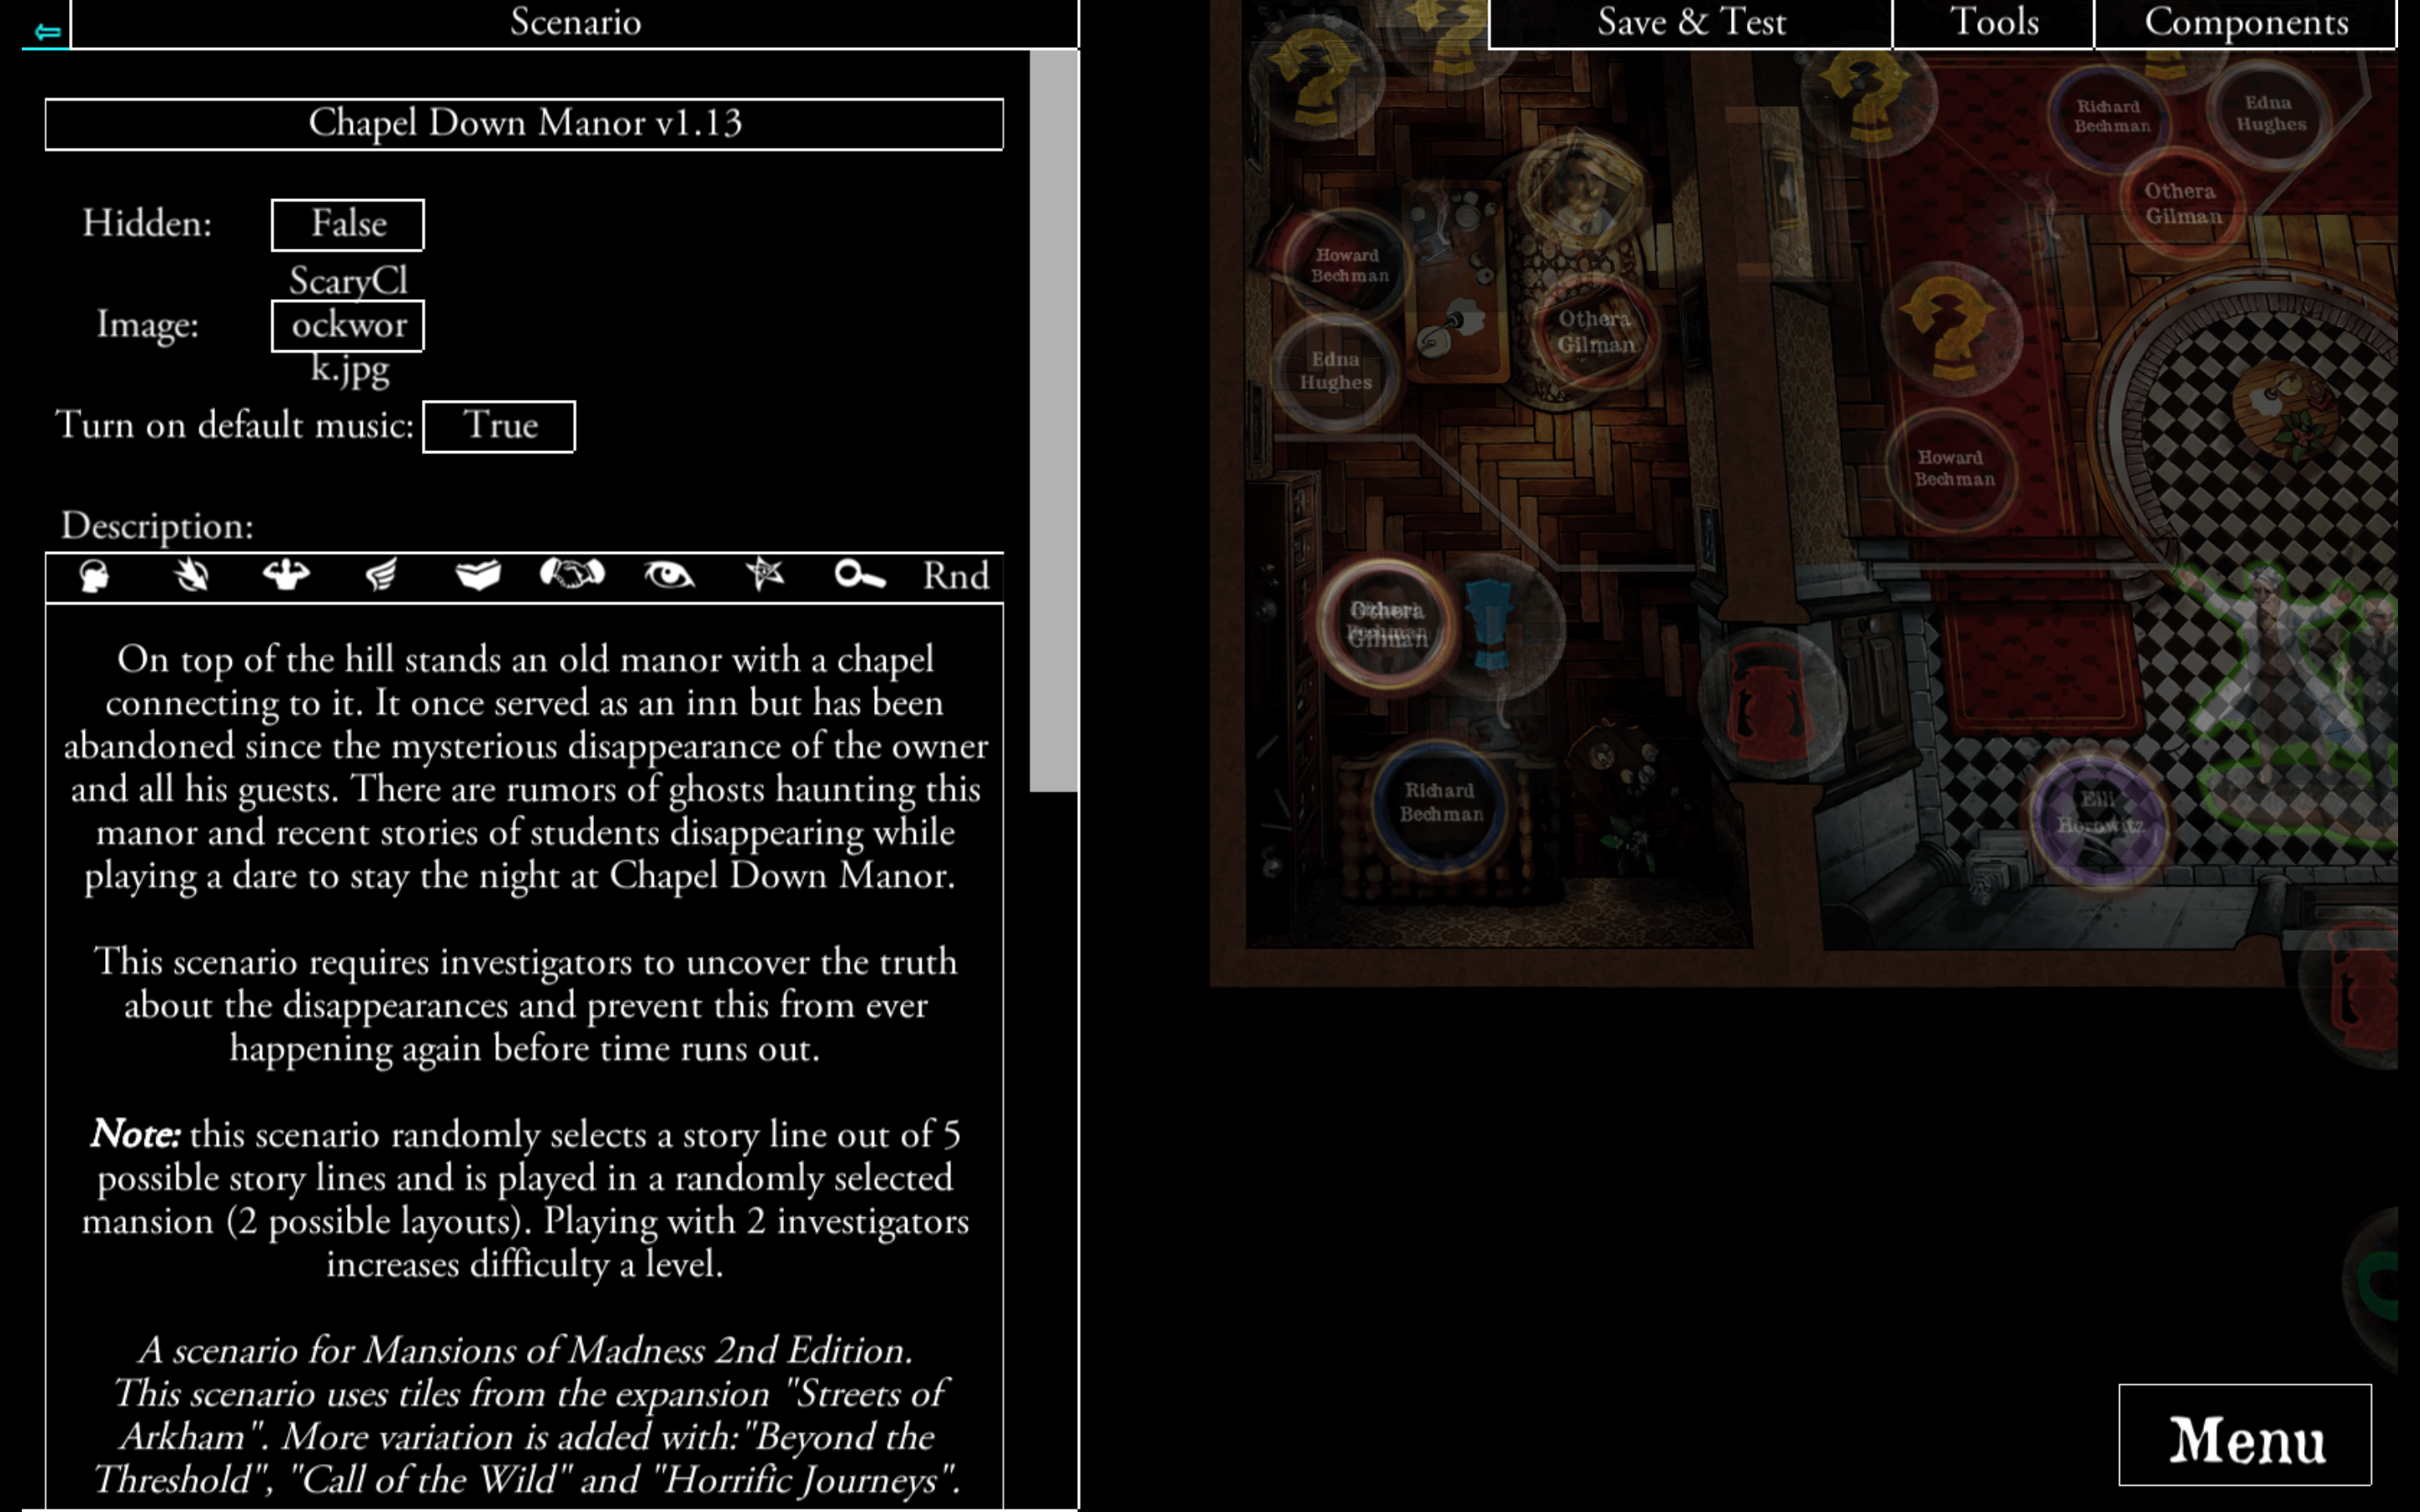 Scenario
Save & Test
Tools
Components
Chapel Down Manor v1.13
Hidden:
False
Image:
ScaryCl
ockwor
k.jpg
Turn on default music:
True
Description:
Rnd
On top of the hill stands an old manor with a chapel
connecting to it. It once served as an inn but has been
abandoned since the mysterious disappearance of the owner
and all his guests. There are rumors of ghosts haunting this
manor and recent stories of students disappearing while
playing a dare to stay the night at Chapel Down Manor.
This scenario requires investigators to uncover the truth
about the disappearances and prevent this from ever
happening again before time runs out.
Note: this scenario randomly selects a story line out of 5
possible story lines and is played in a randomly selected
mansion (2 possible layouts). Playing with 2 investigators
increases difficulty a level.
A scenario for Mansions of Madness 2nd Edition.
This scenario uses tiles from the expansion "Streets of
Arkham". More variation is added with:"Beyond the
Threshold", "Call of the Wild" and "Horrific Journeys".
Richard
Bechman
Edna
Hughes
Othera
Gilman
Howard
Bechman
Othera
Gilman
Edna
Hughes
Howard
Bechman
Othera
Gilman
Richard
Bechman
Elli
Horowitz
Menu